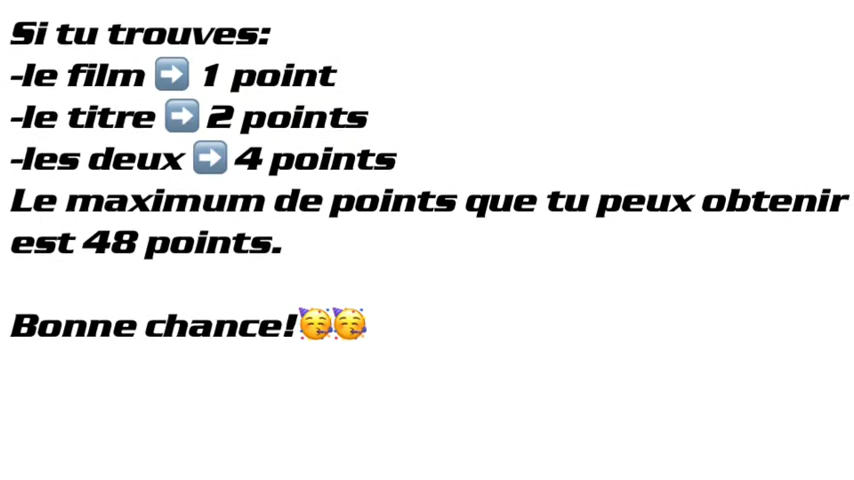 Si tu trouves:
-le film ➡️ 1 point
-le titre ➡️ 2 points
-les deux ➡️ 4 points
Le maximum de points que tu peux obtenir
est 48 points.
Bonne chance!🥳🥳